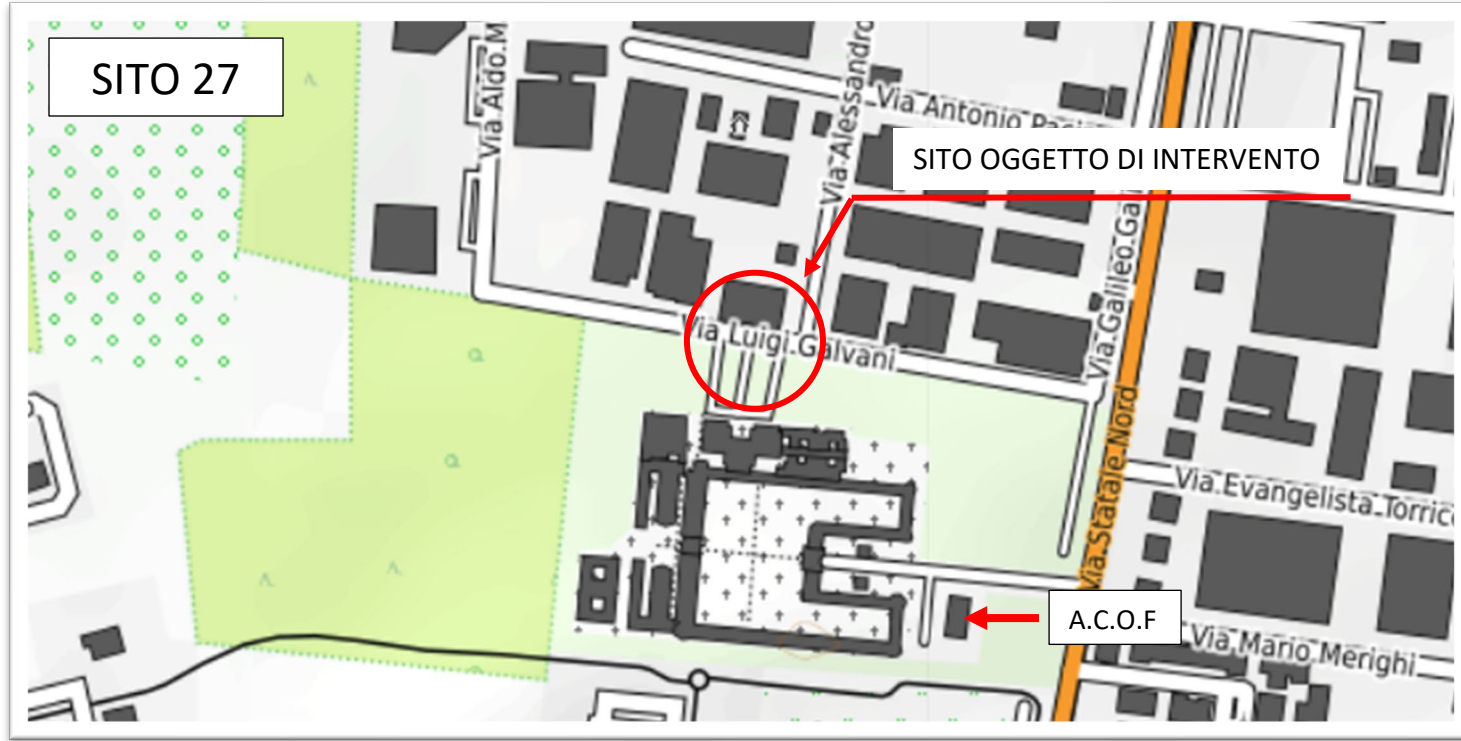 SITO 27
Via Aldo M
Via Alessandro
Via Antonio Paci
SITO OGGETTO DI INTERVENTO
Via Luigi Galvani
Via Galileo Ga
Via Statale Nord
Via Evangelista Torric
A.C.O.F
Via Mario Merighi